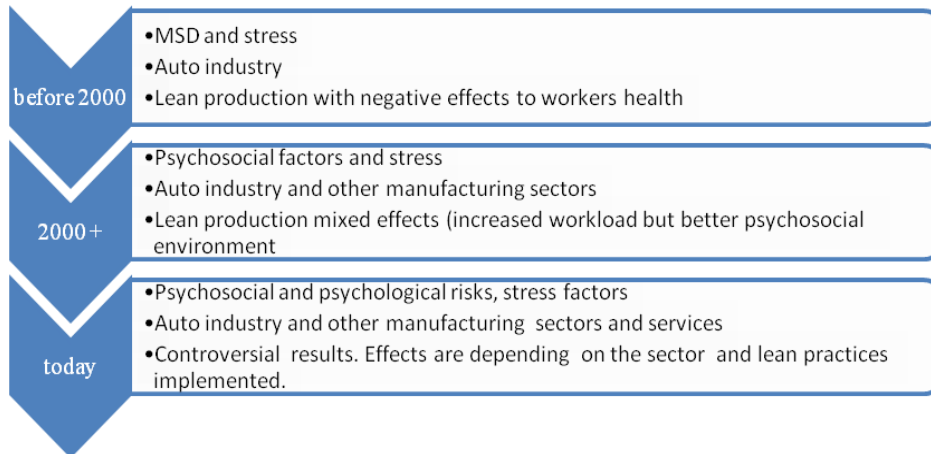 before 2000
•MSD and stress
•Auto industry
•Lean production with negative effects to workers health
2000+
•Psychosocial factors and stress
•Auto industry and other manufacturing sectors
•Lean production mixed effects (increased workload but better psychosocial
environment
today
•Psychosocial and psychological risks, stress factors
•Auto industry and other manufacturing sectors and services
•Controversial results. Effects are depending on the sector and lean practices
implemented.